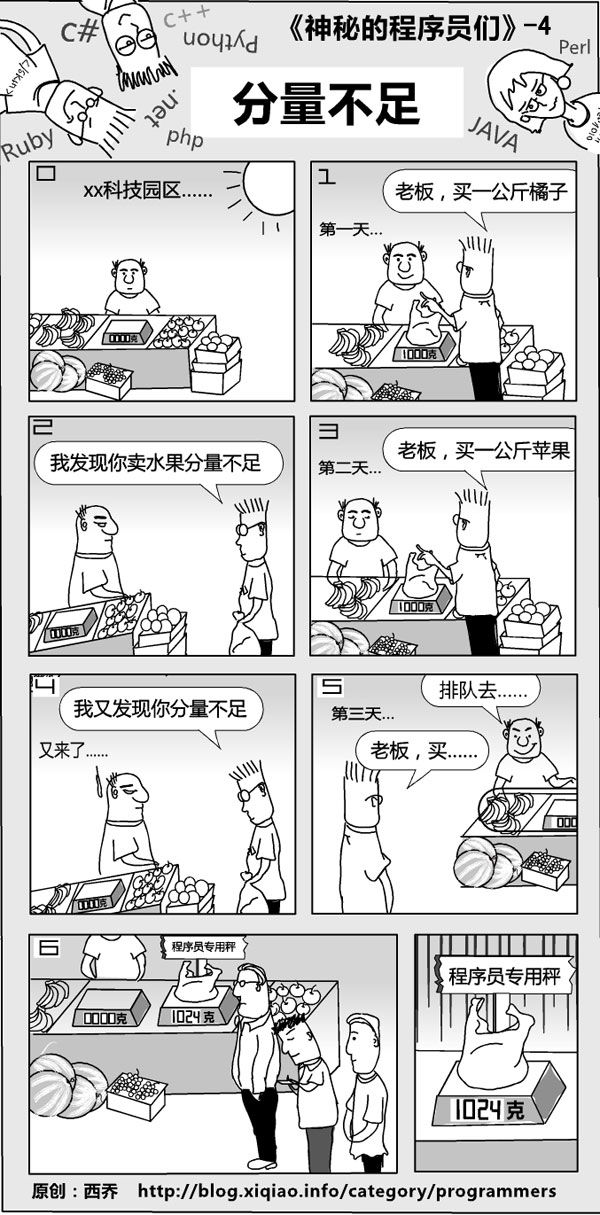 C#
C++
Python
《神秘的程序员们》-4
Perl
.net
分量不足
Ruby
php
JAVA
0
xx科技园区......
0000克
1
老板，买一公斤橘子
第一天...
1000克
2
我发现你卖水果分量不足
0000克
3
老板，买一公斤苹果
第二天...
1000克
4
我又发现你分量不足
又来了......
0000克
5
排队去......
第三天...
老板，买......
6
程序员专用秤
0000克
1024克
程序员专用秤
1024克
原创：西乔 http://blog.xiqiao.info/category/programmers